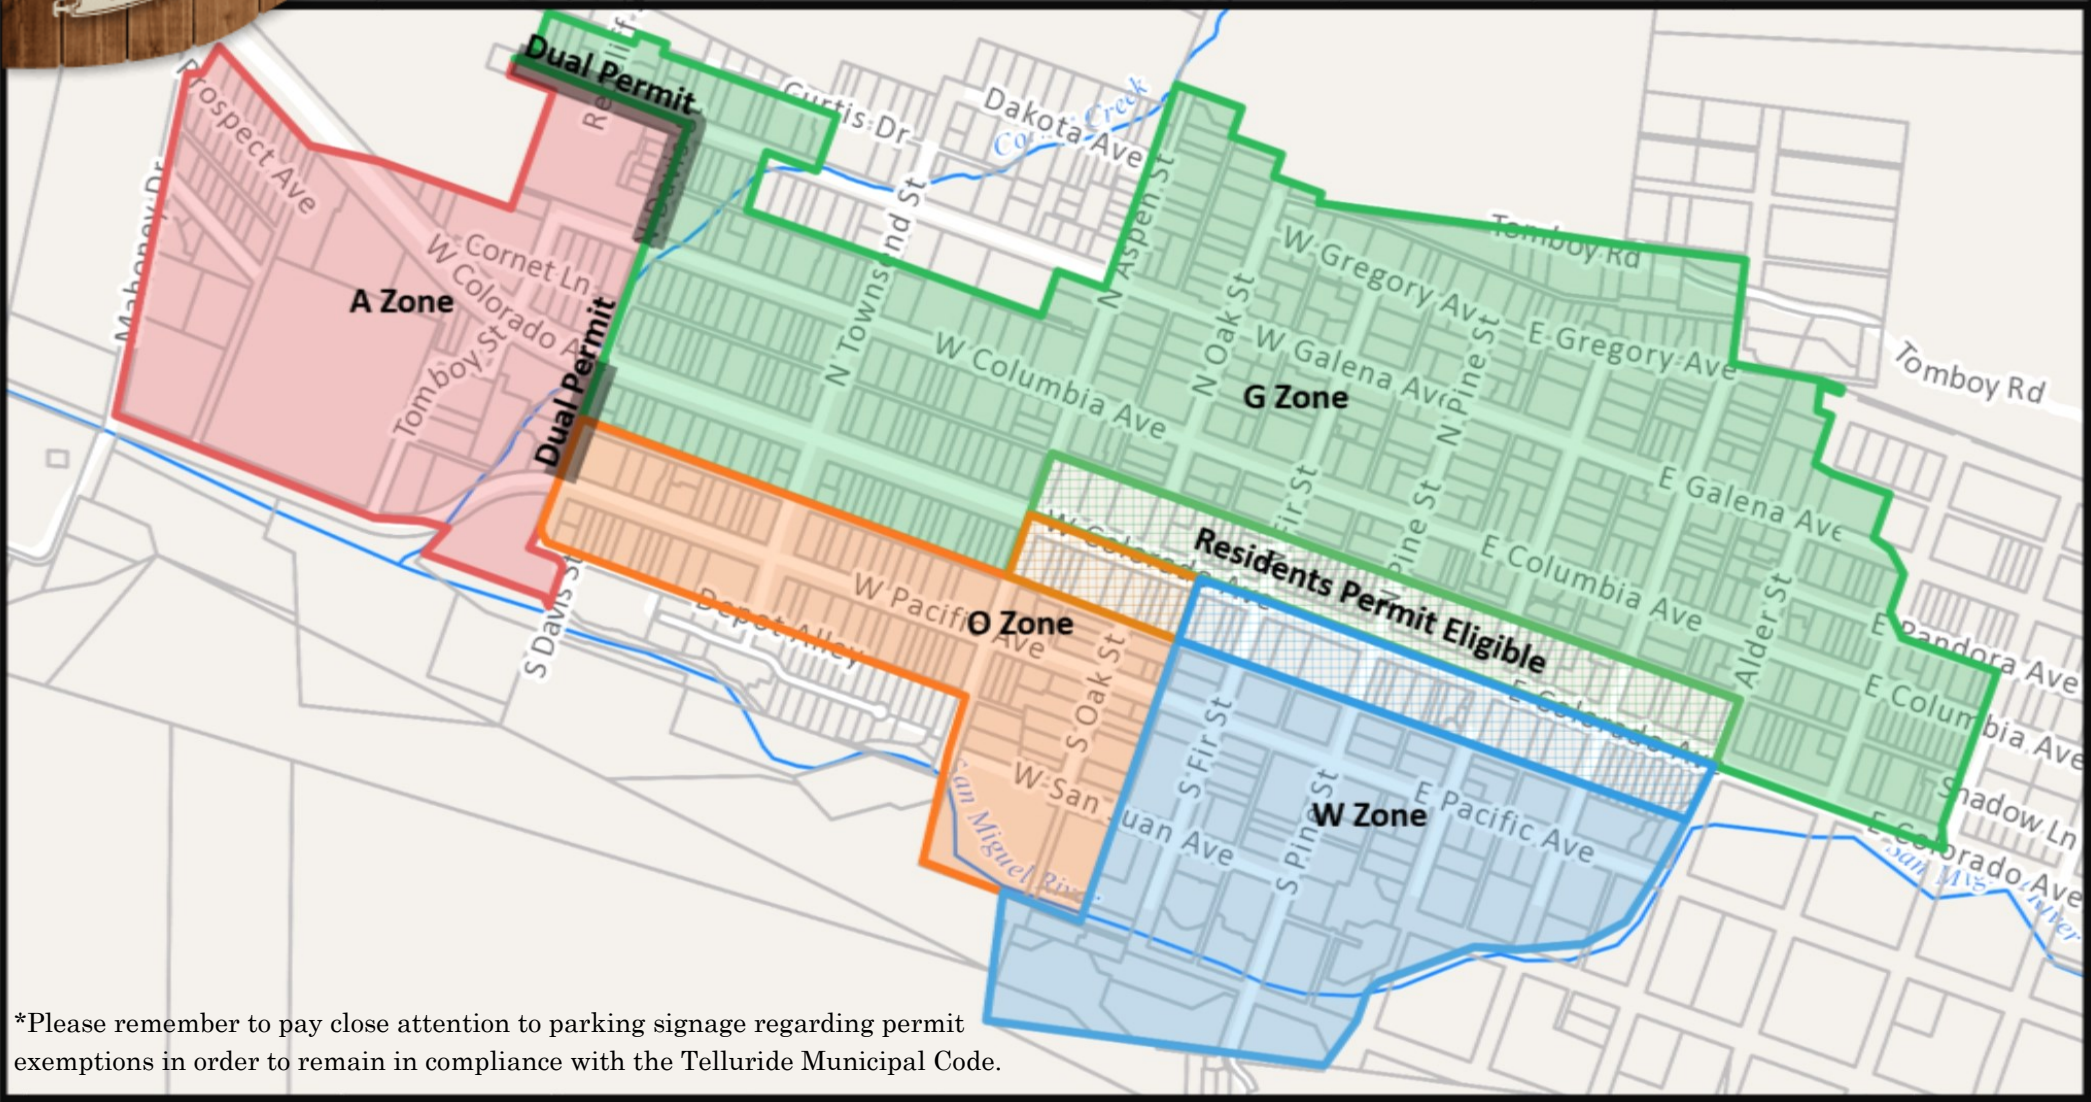 Dual Permit
Curtis Dr
Dakota Ave
Creek
Prospect Ave
Mahoney Dr
N Davis
N Townsend St
N Aspen St
Tomboy Rd
W Gregory Ave
E Gregory Ave
Tomboy Rd
Cornet Ln
W Colorado A
A Zone
Tomboy St
Dual Permit
W Columbia Ave
N Oak St
W Galena Ave
N Pine St
G Zone
E Galena Ave
W Colorado Ave
Residents Permit Eligible
N Fir St
N Pine St
E Columbia Ave
Alder St
E Pandora Ave
E Columbia Ave
S Davis St
Depot Alley
W Pacific Ave
O Zone
S Oak St
E Colorado Ave
W San Juan Ave
S Fir St
S Pine St
W Zone
E Pacific Ave
Shadow Ln
E Colorado Ave
San Miguel River
San Miguel River
*Please remember to pay close attention to parking signage regarding permit
exemptions in order to remain in compliance with the Telluride Municipal Code.